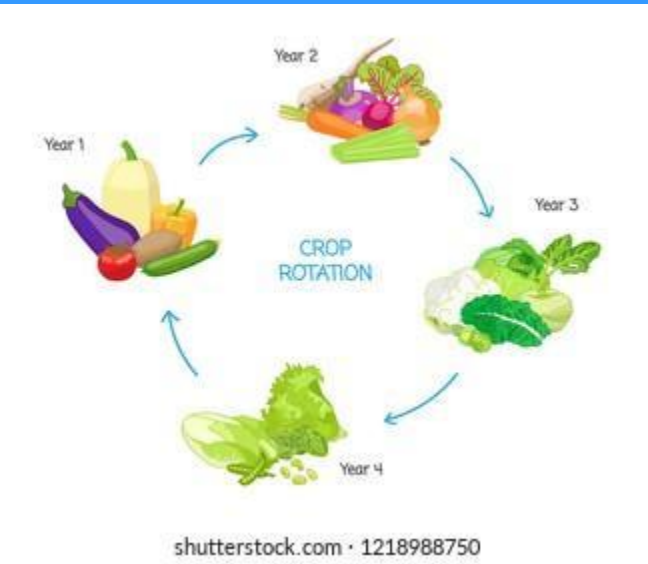 Year 2
Year 1
Year 3
CROP
ROTATION
Year 4
shutterstock.com · 1218988750